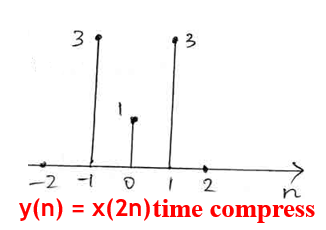 3 3
1
-2 -1 0 1 2 n
y(n) = x(2n)time compress